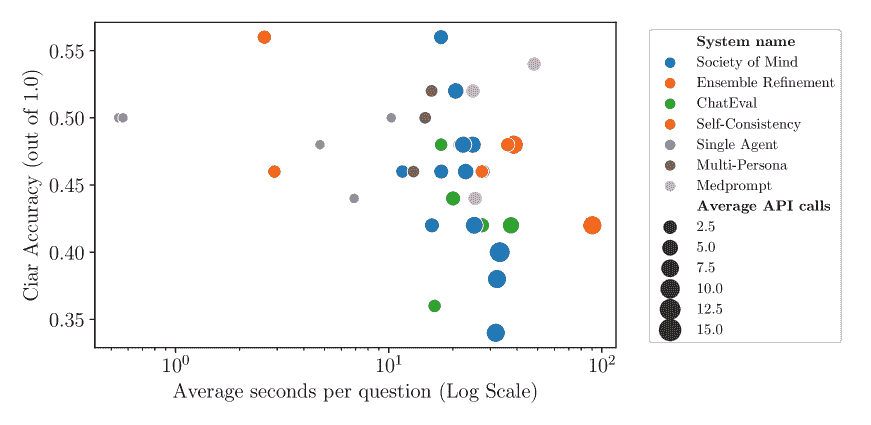 0.55
0.50
0.45
0.40
0.35
Ciar Accuracy (out of 1.0)
10^0
10^1
10^2
Average seconds per question (Log Scale)
System name
Society of Mind
Ensemble Refinement
ChatEval
Self-Consistency
Single Agent
Multi-Persona
Medprompt
Average API calls
2.5
5.0
7.5
10.0
12.5
15.0